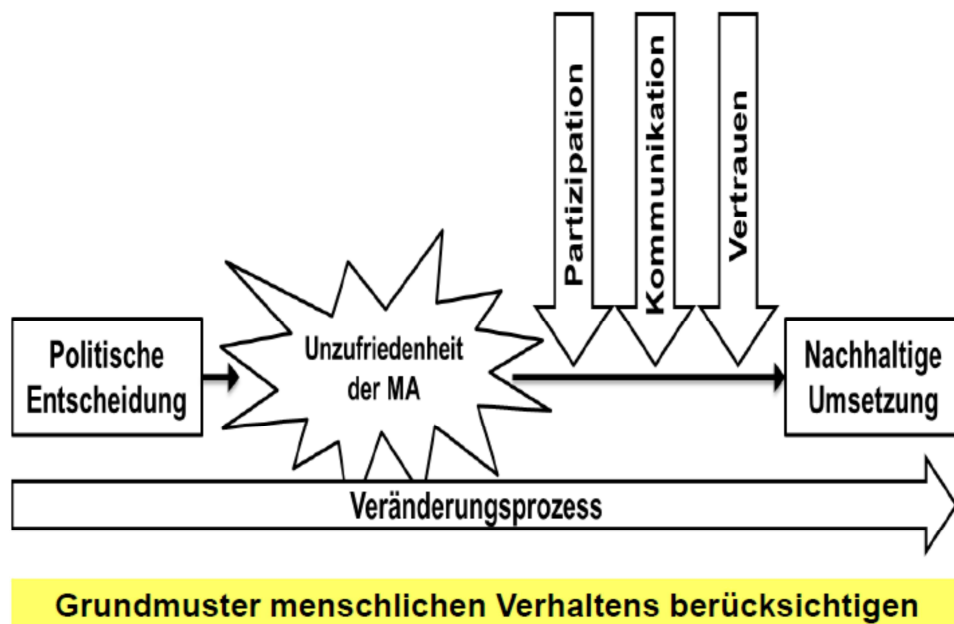 Partizipation
Kommunikation
Vertrauen
Politische
Entscheidung
Unzufriedenheit
der MA
Nachhaltige
Umsetzung
Veränderungsprozess
Grundmuster menschlichen Verhaltens berücksichtigen